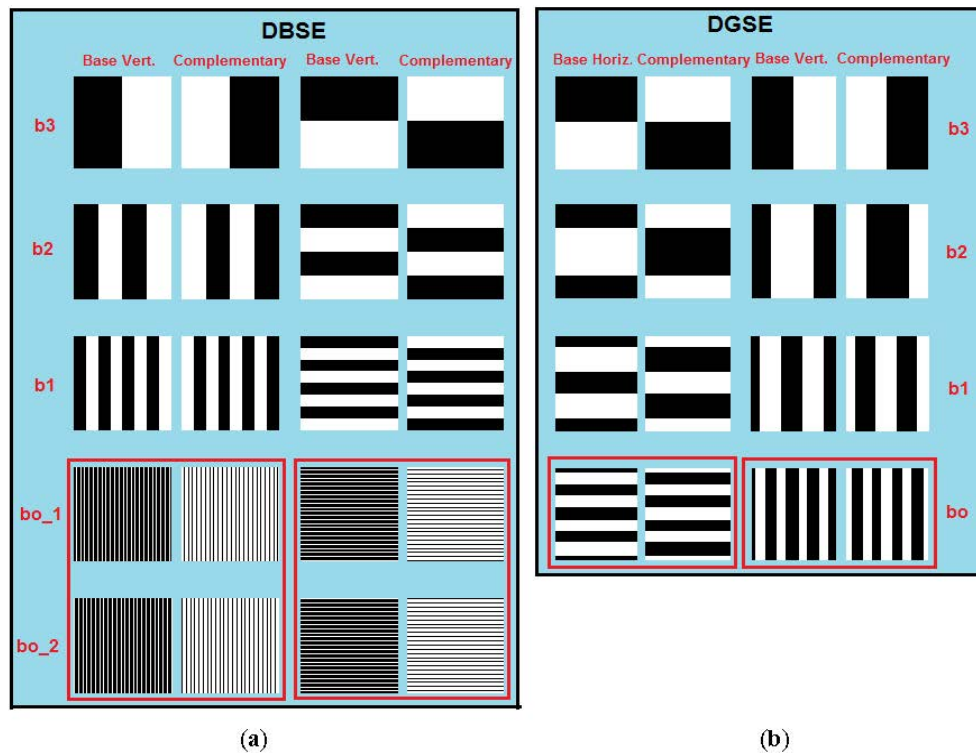 DBSE
Base Vert. Complementary Base Vert. Complementary
b3
b2
b1
bo_1
bo_2
(a)
DGSE
Base Horiz. Complementary Base Vert. Complementary
b3
b2
b1
bo
(b)